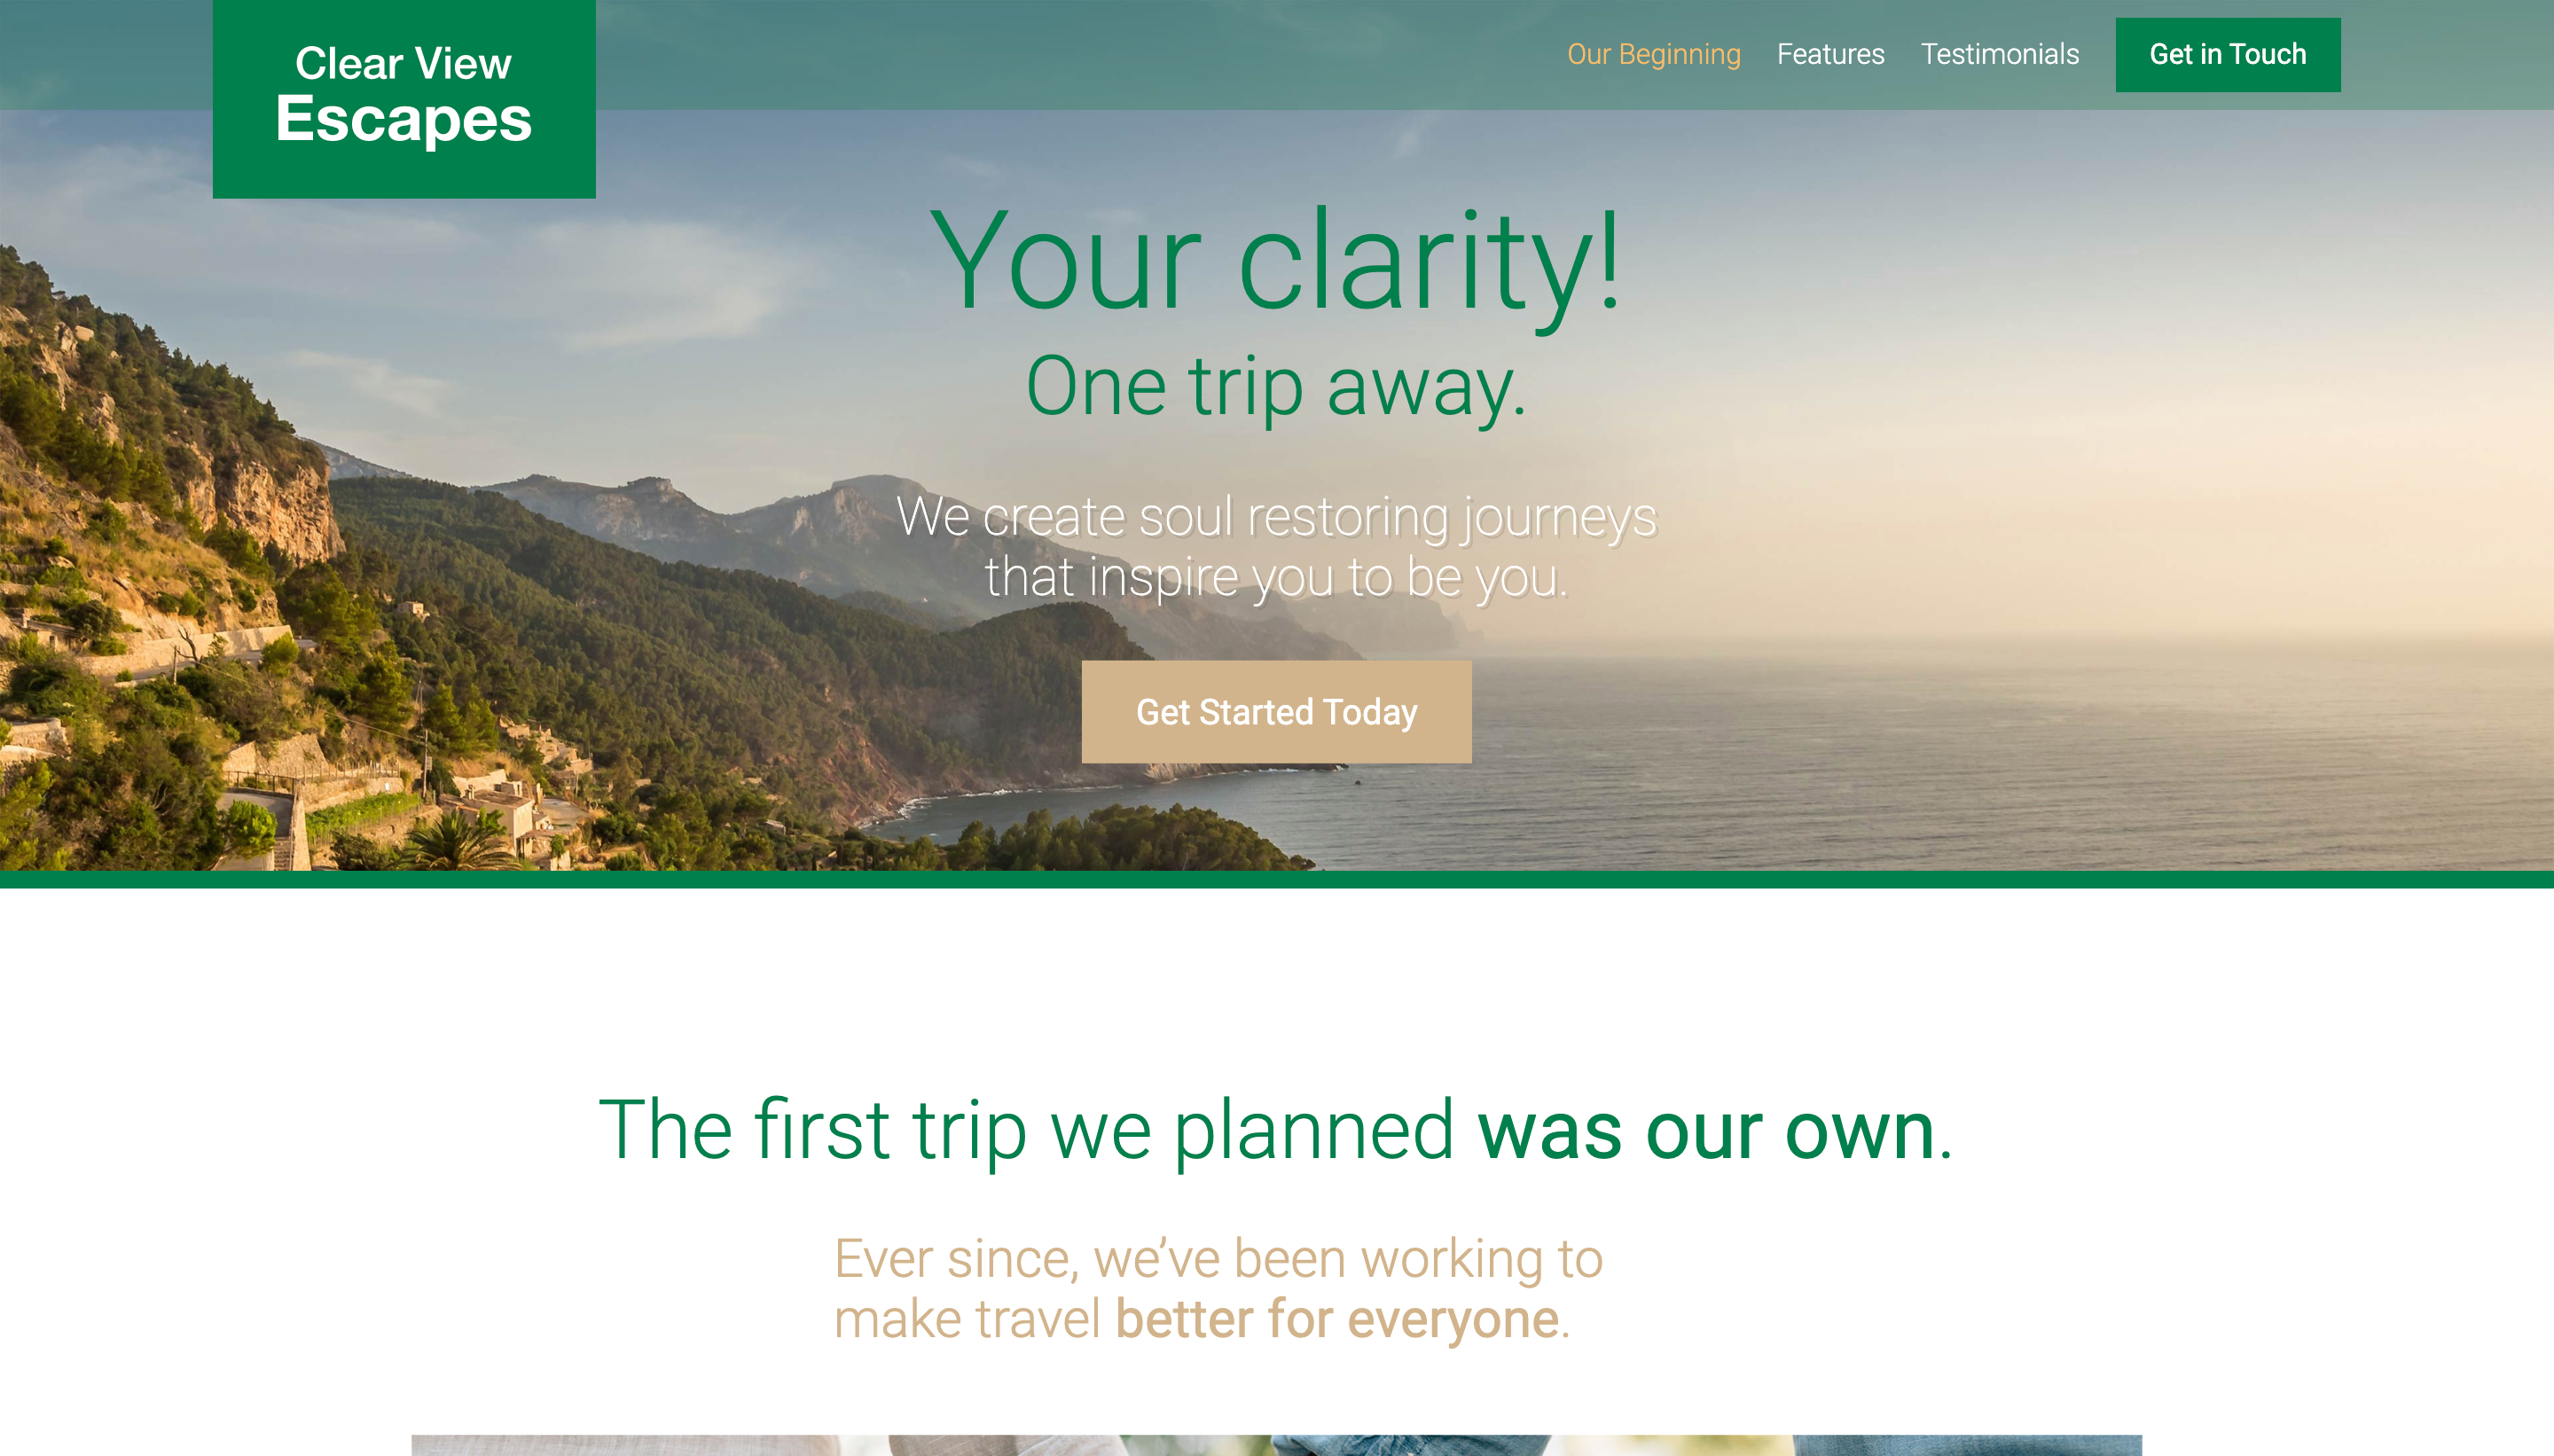 Clear View
Escapes
Our Beginning
Features
Testimonials
Get in Touch
Your clarity!
One trip away.
We create soul restoring journeys
that inspire you to be you.
Get Started Today
The first trip we planned was our own.
Ever since, we’ve been working to
make travel better for everyone.